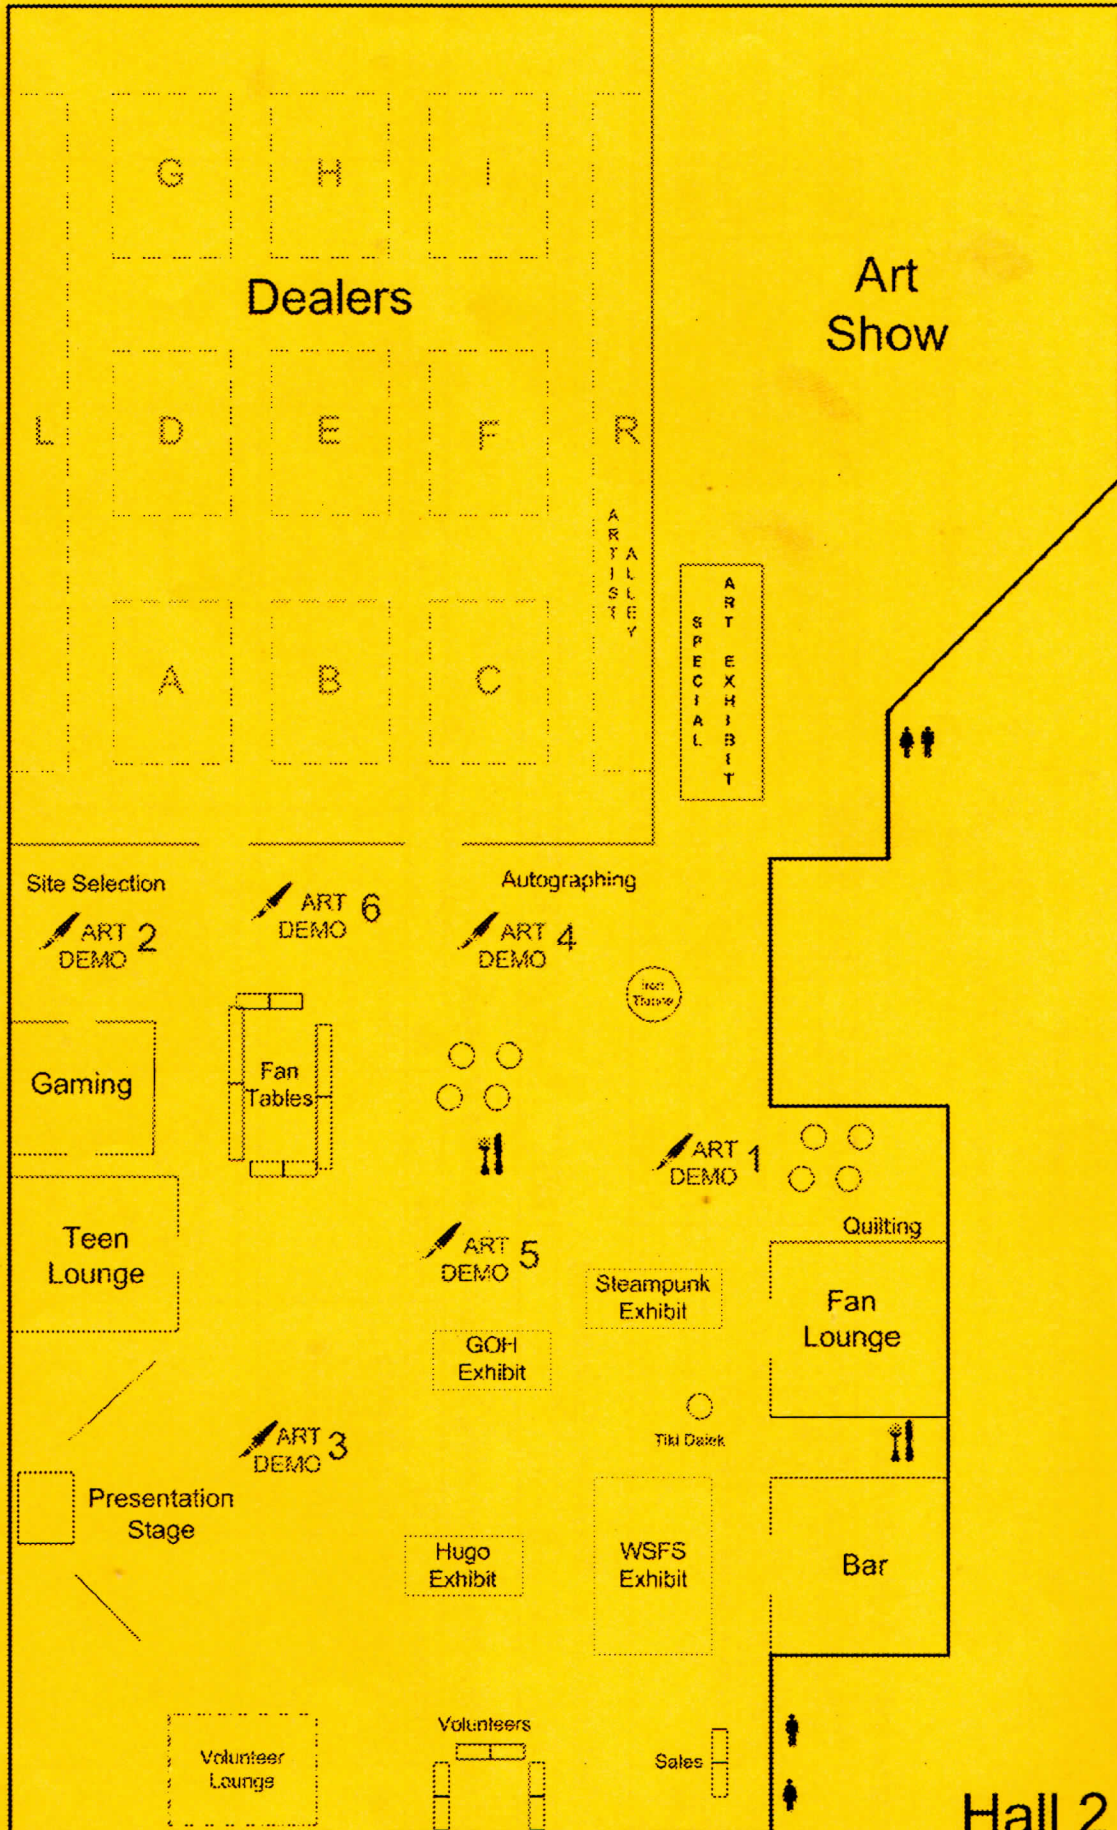 G H I
Dealers
Art
Show
L D E F R
ARTIST
ALLEY
SPECIAL
ART EXHIBIT
A B C
Site Selection
Autographing
ART
DEMO 2
ART
DEMO 6
ART
DEMO 4
Iron
Throne
Gaming
Fan
Tables
ART
DEMO 1
Teen
Lounge
ART
DEMO 5
Quilting
Steampunk
Exhibit
Fan
Lounge
GOH
Exhibit
Tiki Dalek
ART
DEMO 3
Presentation
Stage
Hugo
Exhibit
WSFS
Exhibit
Bar
Volunteer
Lounge
Volunteers
Sales
Hall 2